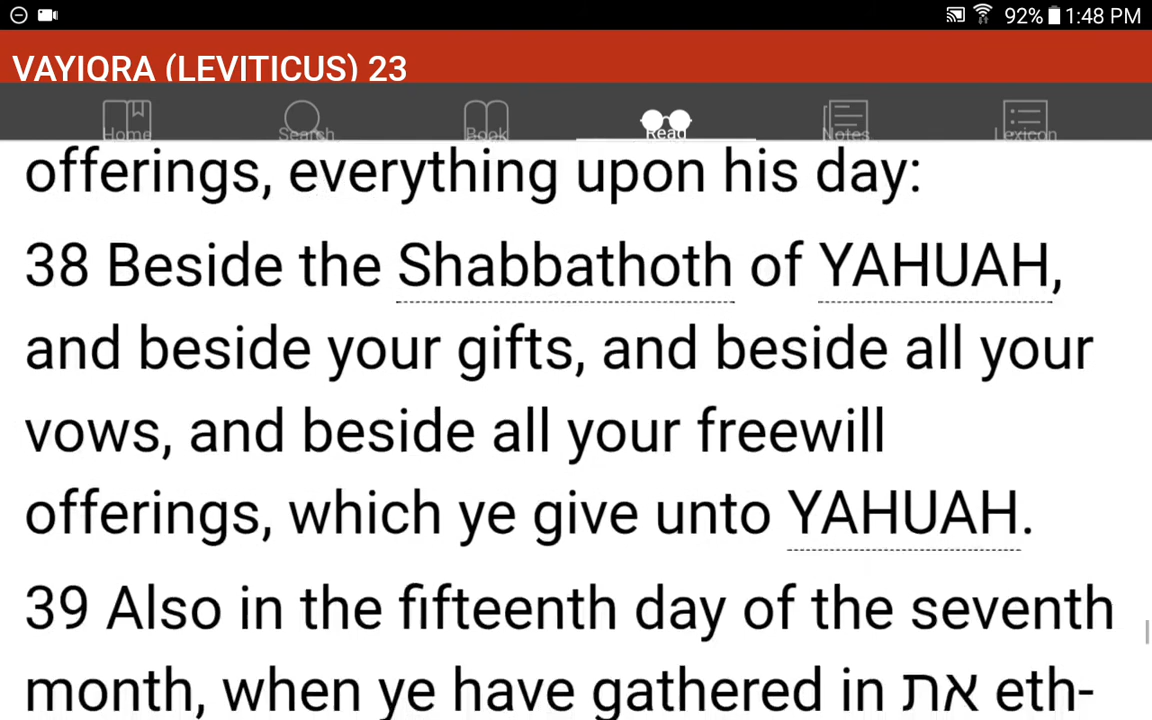 92% 1:48 PM
VAYIQRA (LEVITICUS) 23
Home Search Book Read Notes Lexicon
offerings, everything upon his day:
38 Beside the Shabbathoth of YAHUAH,
and beside your gifts, and beside all your
vows, and beside all your freewill
offerings, which ye give unto YAHUAH.
39 Also in the fifteenth day of the seventh
month, when ye have gathered in את eth-